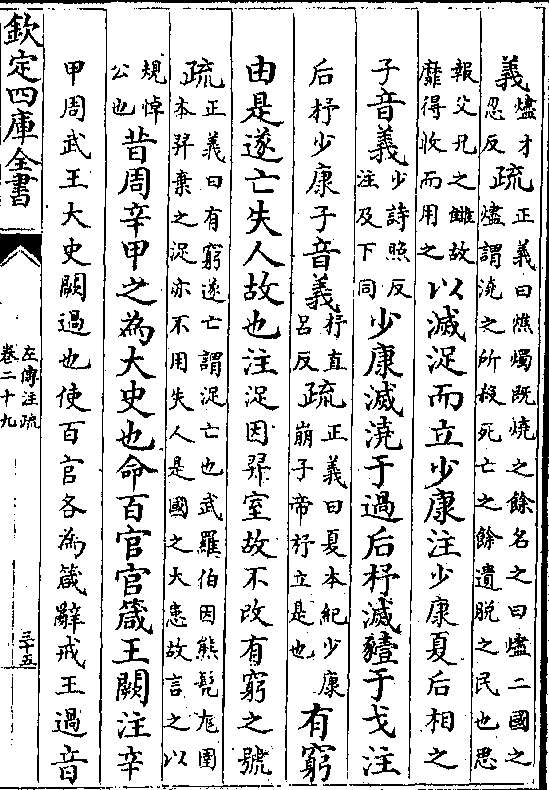 義燼才忍反疏正義曰樵燭既燒之餘名之曰燼二國之燼謂澆之所殺死亡之餘遺脱之民也思
報父兄之讎故靡得收而用之以滅浞而立少康注少康夏后相之
子音義少詩照反注及下同少康滅澆于過后杼滅豷于戈注
后杼少康子音義杼直呂反疏正義曰夏本紀少康崩子帝杼立是也有窮
由是遂亡失人故也注浞因羿室故不改有窮之號
疏正義曰有窮遂亡謂浞亡也武羅伯因熊髡尨圉本羿棄之浞亦不用失人是國之大患故言之以
規悼公也昔周辛甲之為大史也命百官官箴王闕注辛
甲周武王大史闕過也使百官各為箴辭戒王過音
欽定四庫全書
左傳注疏
卷二十九
三十五